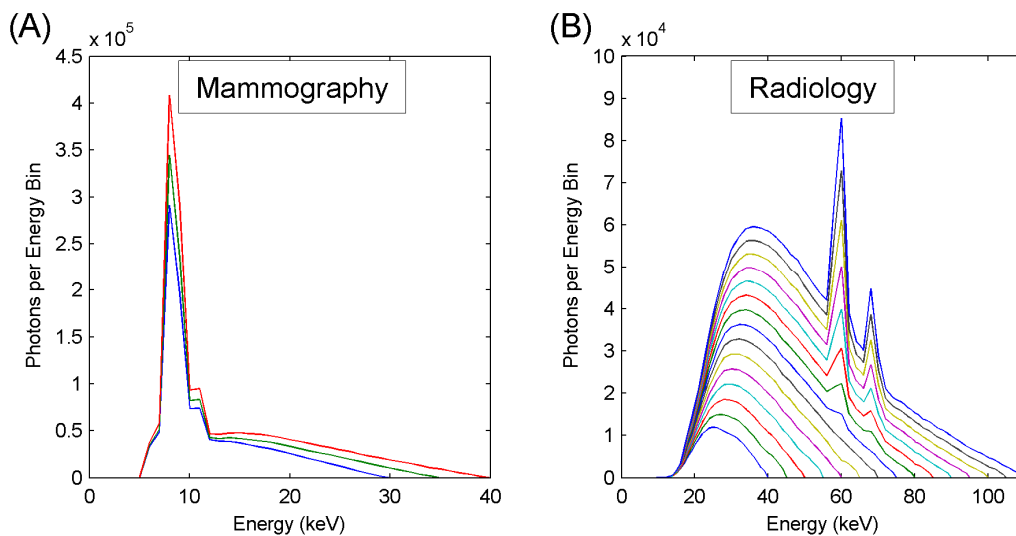 (A)
x 10^5
Mammography
4.5
4
3.5
3
2.5
2
1.5
1
0.5
0
0 10 20 30 40
Photons per Energy Bin
Energy (keV)
(B)
x 10^4
Radiology
10
9
8
7
6
5
4
3
2
1
0
0 20 40 60 80 100
Photons per Energy Bin
Energy (keV)